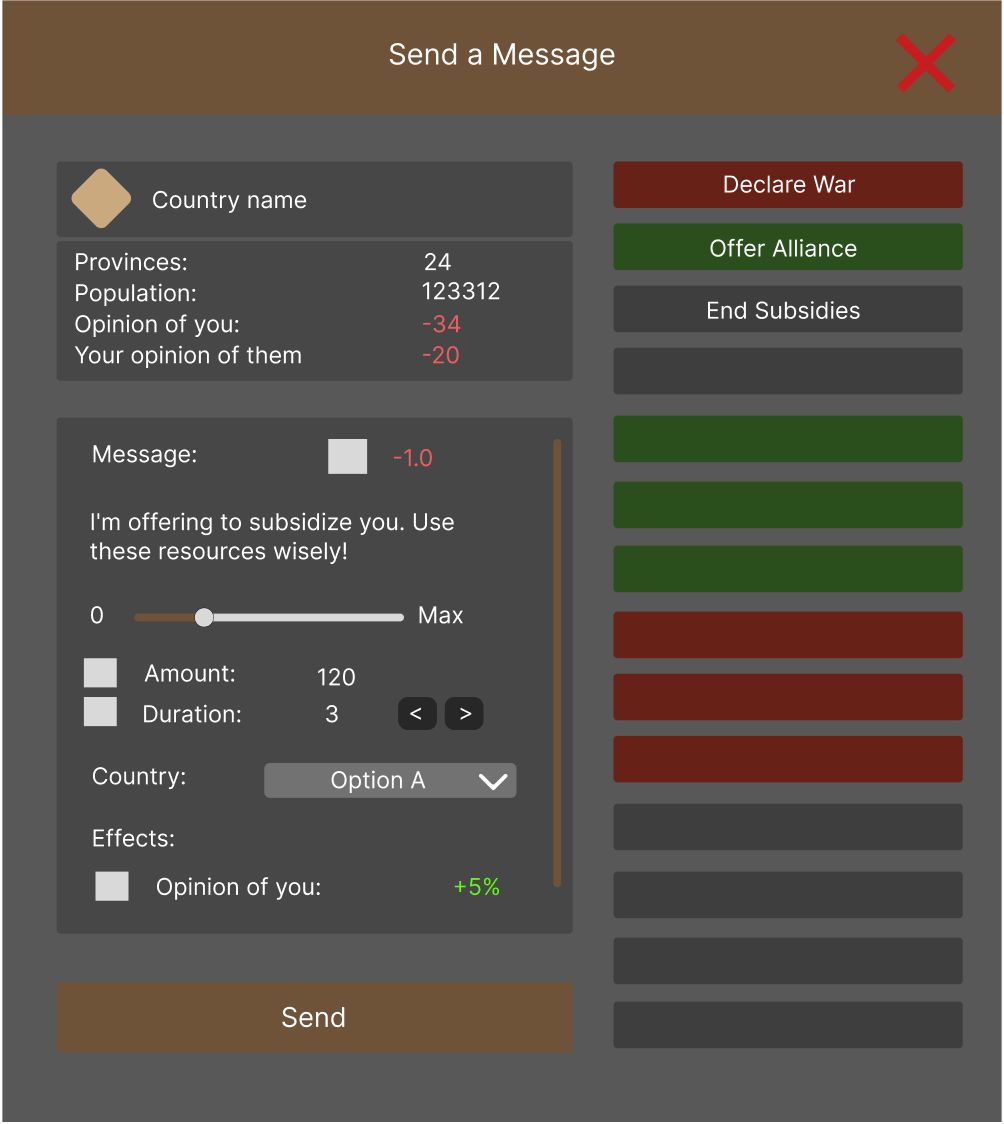 Send a Message
Country name
Provinces: 24
Population: 123312
Opinion of you: -34
Your opinion of them -20
Message: -1.0
I'm offering to subsidize you. Use
these resources wisely!
0 Max
Amount: 120
Duration: 3 < >
Country: Option A
Effects:
Opinion of you: +5%
Send
Declare War
Offer Alliance
End Subsidies